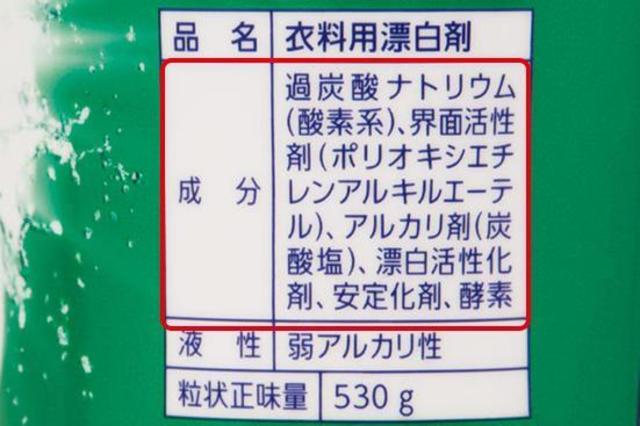 品名 衣料用漂白剤
成分 過炭酸ナトリウム
(酸素系)、界面活性
剤(ポリオキシエチ
レンアルキルエーテ
ル)、アルカリ剤(炭
酸塩)、漂白活性化
剤、安定化剤、酵素
液性 弱アルカリ性
粒状正味量 530 g